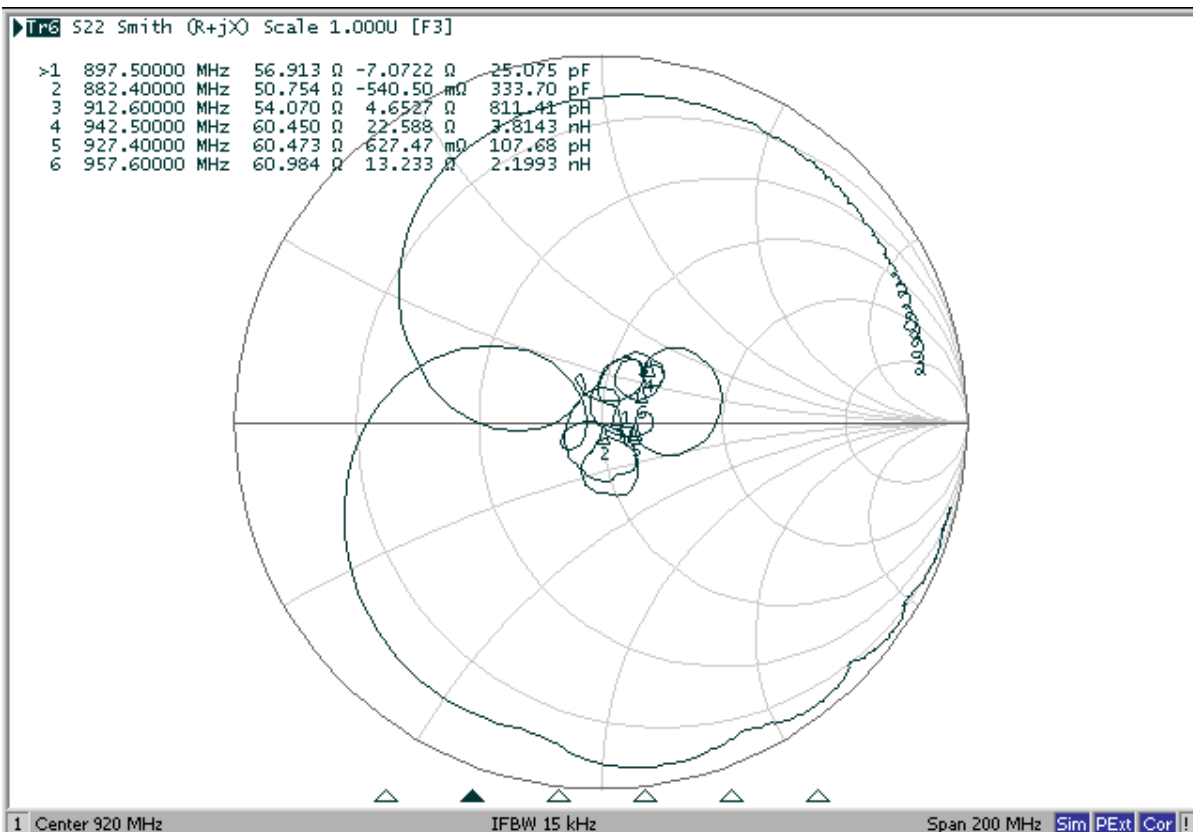 Tr6 S22 Smith (R+jX) Scale 1.000U [F3]
>1 897.50000 MHz 56.913 Ω -7.0722 Ω 25.075 pF
2 882.40000 MHz 50.754 Ω -540.50 mΩ 333.70 pF
3 912.60000 MHz 54.070 Ω 4.6527 Ω 811.41 pH
4 942.50000 MHz 60.450 Ω 22.588 Ω 3.8143 nH
5 927.40000 MHz 60.473 Ω 627.47 mΩ 107.68 pH
6 957.60000 MHz 60.984 Ω 13.233 Ω 2.1993 nH
4
1
2
1 Center 920 MHz IFBW 15 kHz Span 200 MHz Sim PExt Cor !